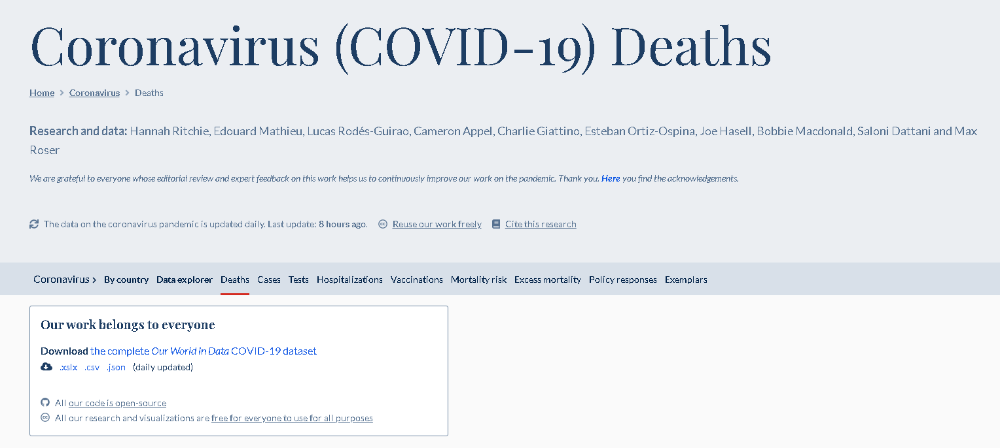 Coronavirus (COVID-19) Deaths
Home > Coronavirus > Deaths
Research and data: Hannah Ritchie, Edouard Mathieu, Lucas Rodés-Guirao, Cameron Appel, Charlie Giattino, Esteban Ortiz-Ospina, Joe Hasell, Bobbie Macdonald, Saloni Dattani and Max
Roser
We are grateful to everyone whose editorial review and expert feedback on this work helps us to continuously improve our work on the pandemic. Thank you. Here you find the acknowledgements.
The data on the coronavirus pandemic is updated daily. Last update: 8 hours ago. Reuse our work freely Cite this research
Coronavirus > By country Data explorer Deaths Cases Tests Hospitalizations Vaccinations Mortality risk Excess mortality Policy responses Exemplars
Our work belongs to everyone
Download the complete Our World in Data COVID-19 dataset
.xslx .csv .json (daily updated)
All our code is open-source
All our research and visualizations are free for everyone to use for all purposes